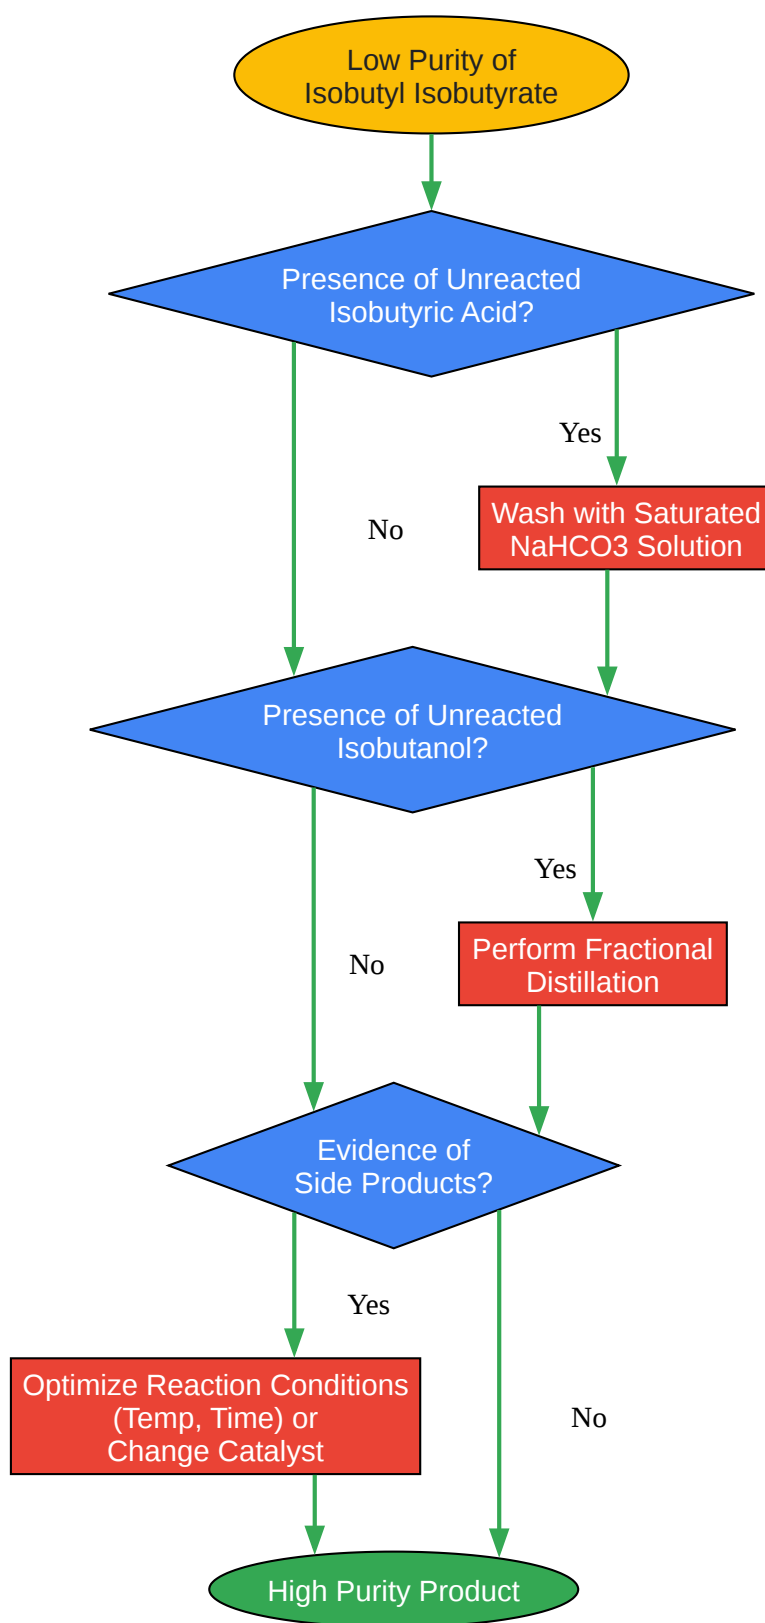 Low Purity of
Isobutyl Isobutyrate
Presence of Unreacted
Isobutyric Acid?
Yes
Wash with Saturated
NaHCO3 Solution
No
Presence of Unreacted
Isobutanol?
Yes
Perform Fractional
Distillation
No
Evidence of
Side Products?
Yes
Optimize Reaction Conditions
(Temp, Time) or
Change Catalyst
No
High Purity Product